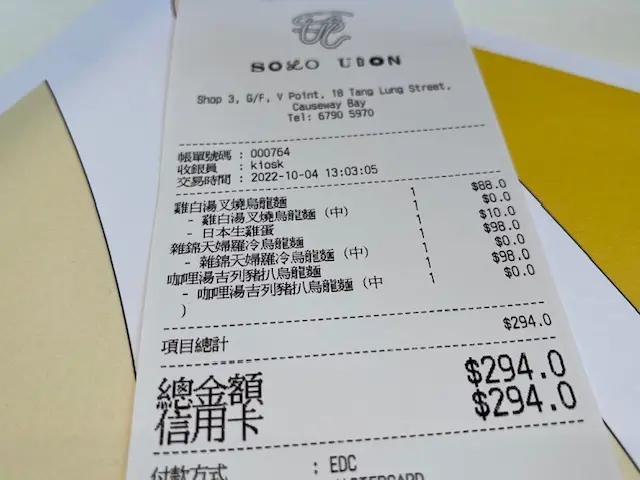 SOLO UDON
Shop 3, G/F, V Point, 18 Tang Lung Street,
Causeway Bay
Tel: 6790 5970
帳單號碼 : 000764
收銀員 : kiosk
交易時間 : 2022-10-04 13:03:05
雞白湯叉燒烏龍麵 1 $88.0
- 雞白湯叉燒烏龍麵 (中) 1 $0.0
- 日本生雞蛋 1 $10.0
雜錦天婦羅冷烏龍麵 1 $98.0
- 雜錦天婦羅冷烏龍麵 (中) 1 $0.0
咖哩湯吉列豬扒烏龍麵 1 $98.0
- 咖哩湯吉列豬扒烏龍麵 (中 1 $0.0
)
項目總計 $294.0
總金額 $294.0
信用卡 $294.0
付款方式 : EDC
MASTERCARD